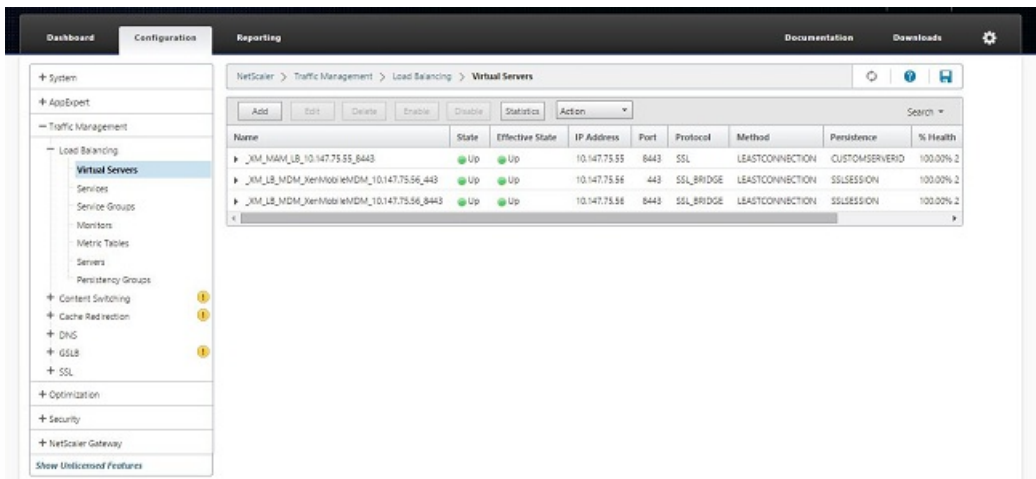 Dashboard Configuration Reporting Documentation Downloads
+ System
+ AppExpert
− Traffic Management
− Load Balancing
Virtual Servers
Services
Service Groups
Monitors
Metric Tables
Servers
Persistency Groups
+ Content Switching
+ Cache Redirection
+ DNS
+ GSLB
+ SSL
+ Optimization
+ Security
+ NetScaler Gateway
Show Unlicensed Features
NetScaler > Traffic Management > Load Balancing > Virtual Servers
Add Edit Delete Enable Disable Statistics Action Search
Name State Effective State IP Address Port Protocol Method Persistence % Health
_XM_MAM_LB_10.147.75.55_8443 Up Up 10.147.75.55 8443 SSL LEASTCONNECTION CUSTOMSERVERID 100.00% 2
_XM_LB_MDM_XenMobileMDM_10.147.75.56_443 Up Up 10.147.75.56 443 SSL_BRIDGE LEASTCONNECTION SSLSESSION 100.00% 2
_XM_LB_MDM_XenMobileMDM_10.147.75.56_8443 Up Up 10.147.75.56 8443 SSL_BRIDGE LEASTCONNECTION SSLSESSION 100.00% 2